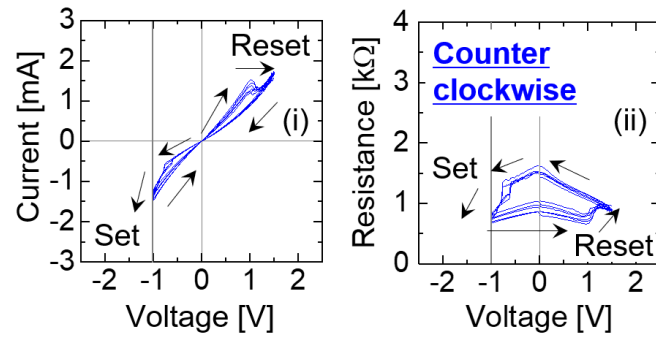 3
2
1
0
-1
-2
-3
Current [mA]
Reset
(i)
Set
-2 -1 0 1 2
Voltage [V]
4
3
2
1
0
Resistance [kΩ]
Counter
clockwise
(ii)
Set
Reset
-2 -1 0 1 2
Voltage [V]